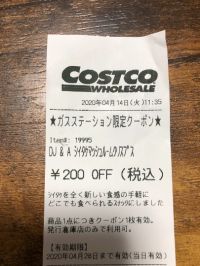 COSTCO
WHOLESALE
2020年04月14日(火)11:35
★ガスステーション限定クーポン★
Item#: 19995
DJ & A シイタケマッシュルームクリスプス
¥200 OFF (税込)
シイタケを全く新しい食感の手軽に
どこでも食べられるスナックにしました
商品1点につきクーポン1枚有効。
発行倉庫店のみで利用可。
【有効期限】
2020年04月28日まで有効(当日有効)